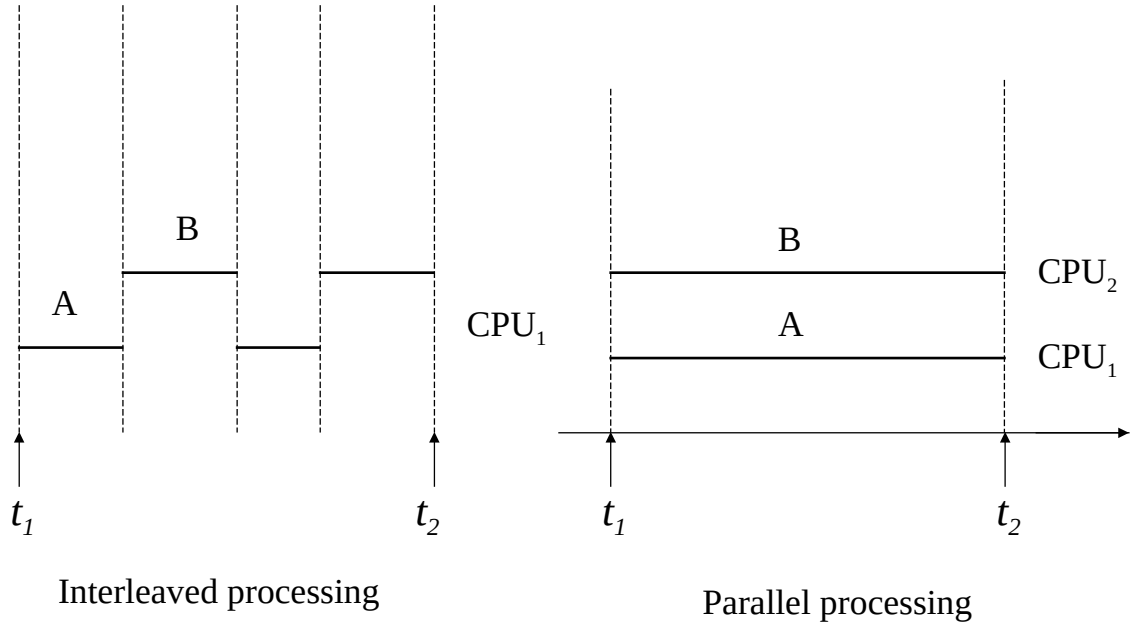 B
A
CPU₁
t₁
t₂
Interleaved processing
B
CPU₂
A
CPU₁
t₁
t₂
Parallel processing